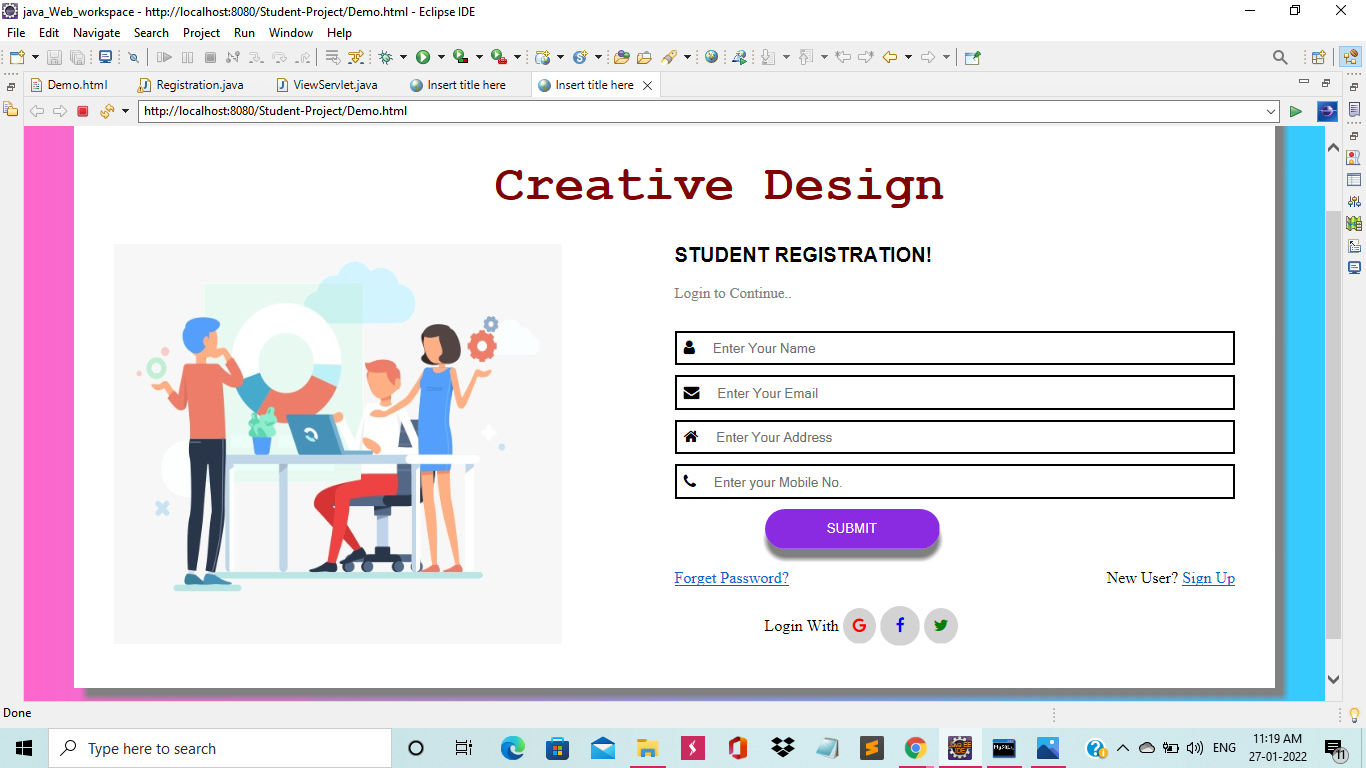 java_Web_workspace - http://localhost:8080/Student-Project/Demo.html - Eclipse IDE
File Edit Navigate Search Project Run Window Help
Demo.html Registration.java ViewServlet.java Insert title here Insert title here
http://localhost:8080/Student-Project/Demo.html
Creative Design
STUDENT REGISTRATION!
Login to Continue..
Enter Your Name
Enter Your Email
Enter Your Address
Enter your Mobile No.
SUBMIT
Forget Password? New User? Sign Up
Login With G f
Done
Type here to search
ENG
11:19 AM
27-01-2022
11